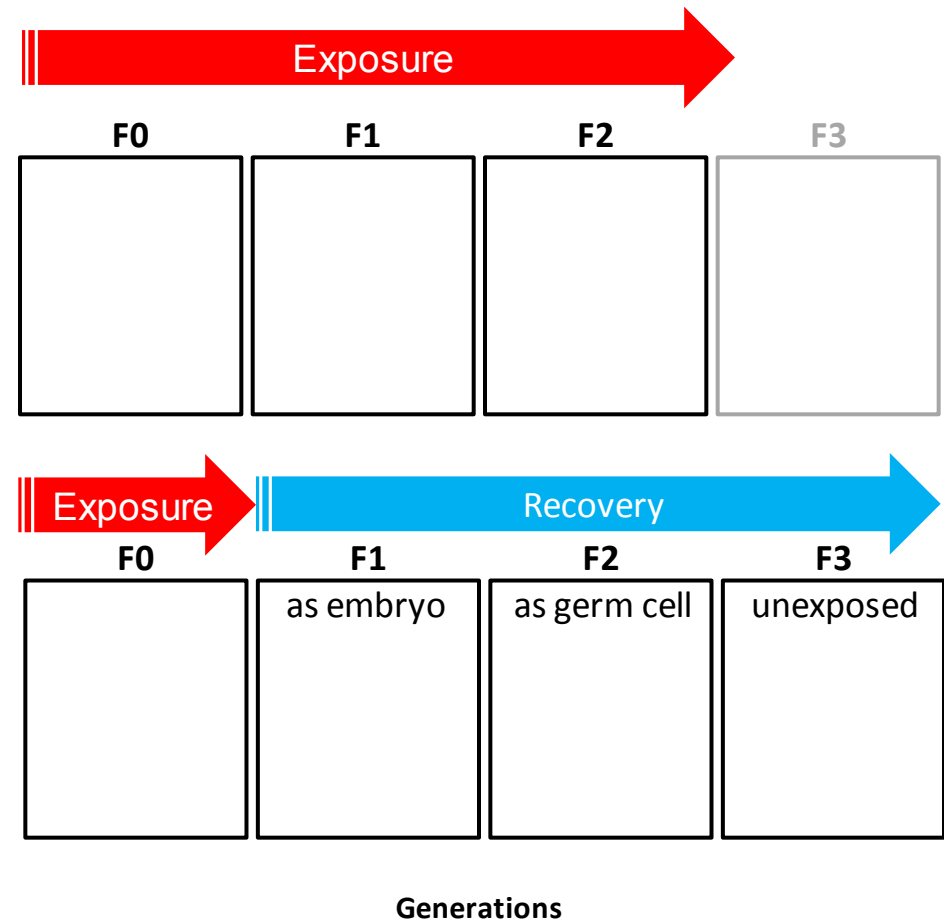 Exposure
F0 F1 F2 F3
Exposure Recovery
F0 F1 F2 F3
as embryo as germ cell unexposed
Generations